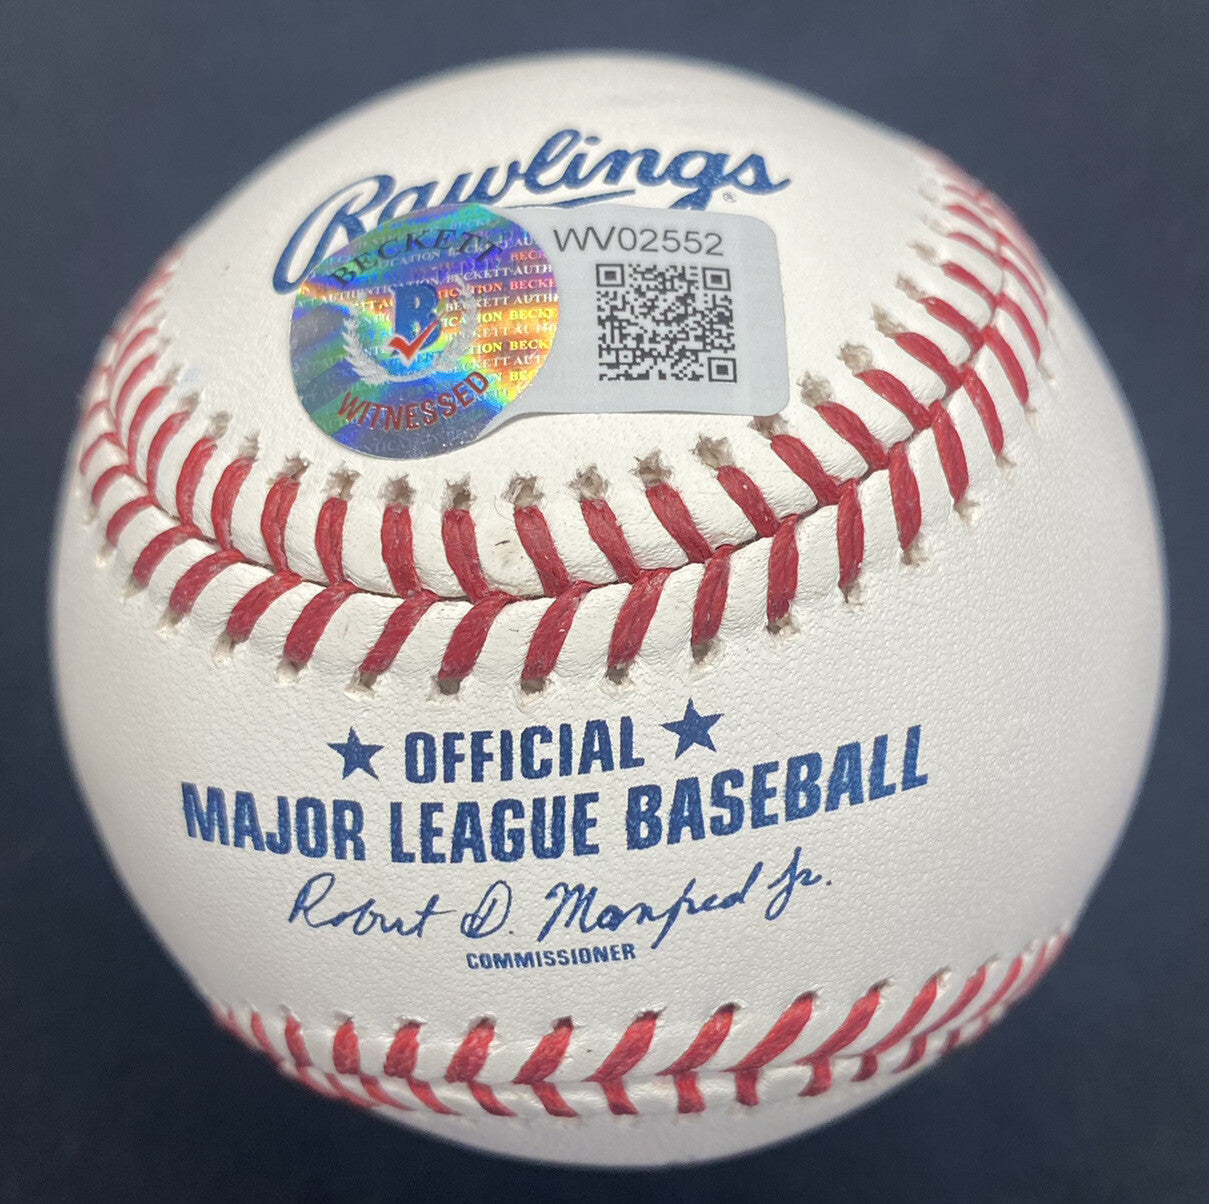 Rawlings
®
BECKETT
B
WITNESSED
WV02552
★ OFFICIAL ★
MAJOR LEAGUE BASEBALL
Robert D. Manfred Jr.
COMMISSIONER